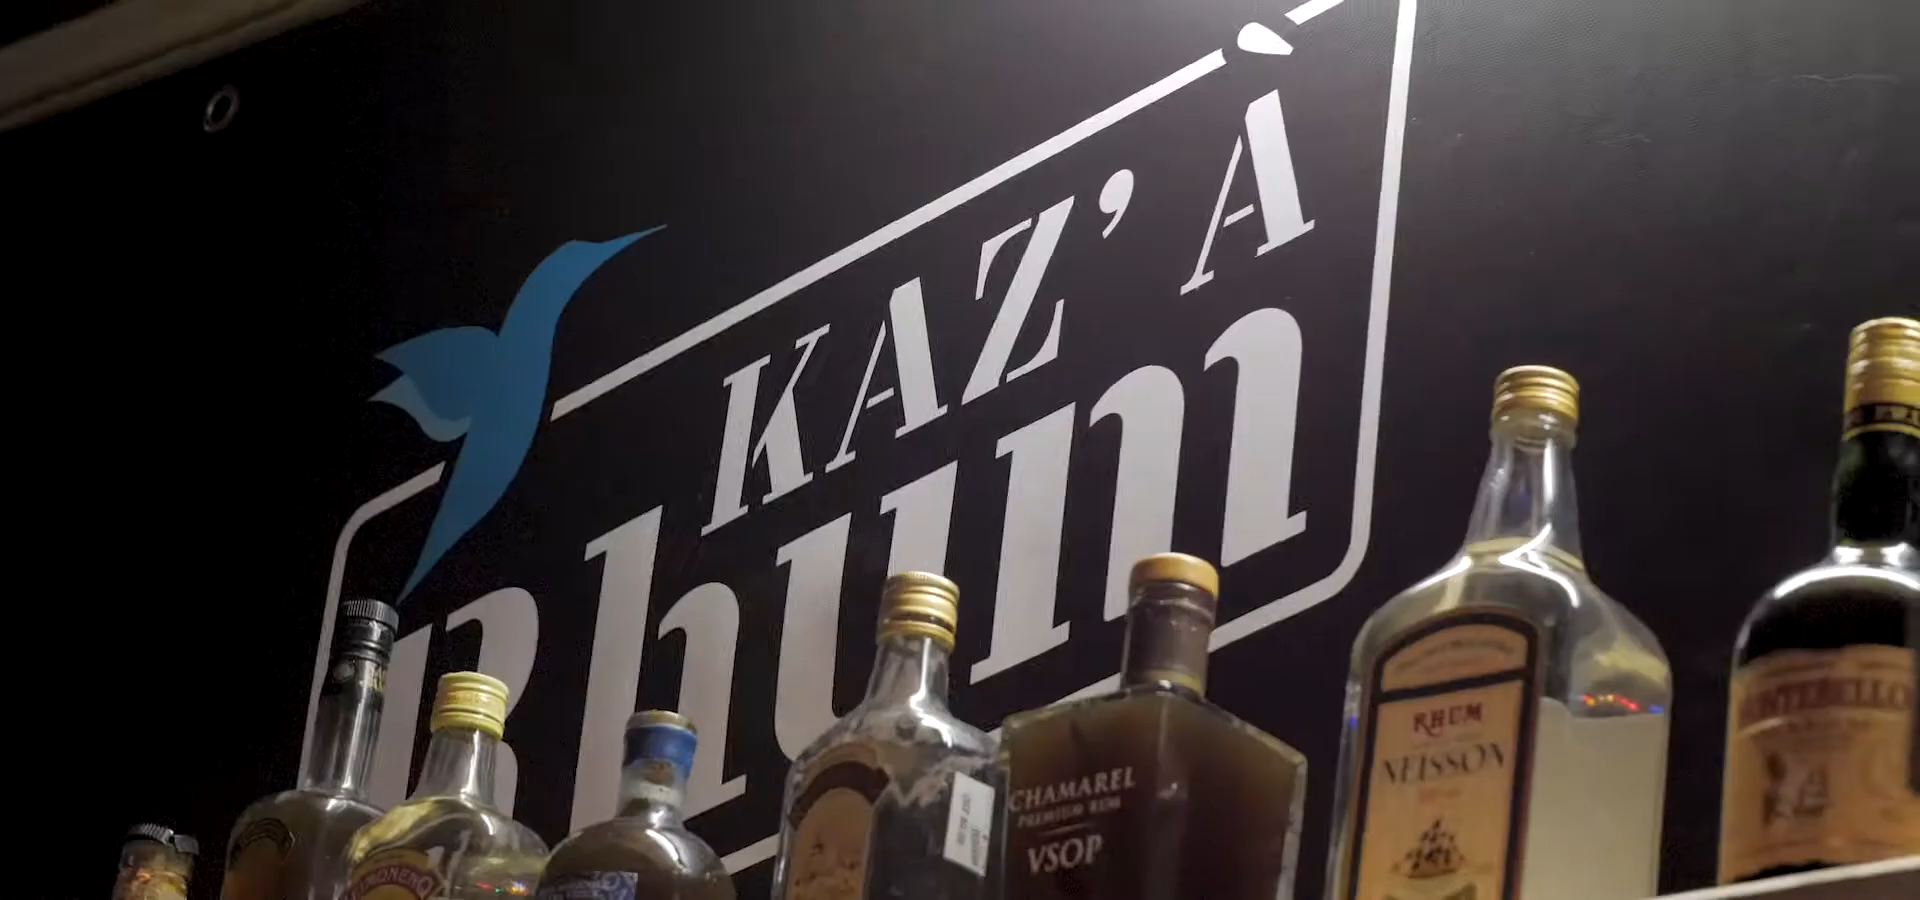 KAZ'À
Rhum
CHAMAREL
PREMIUM RUM
VSOP
RHUM
NEISSON